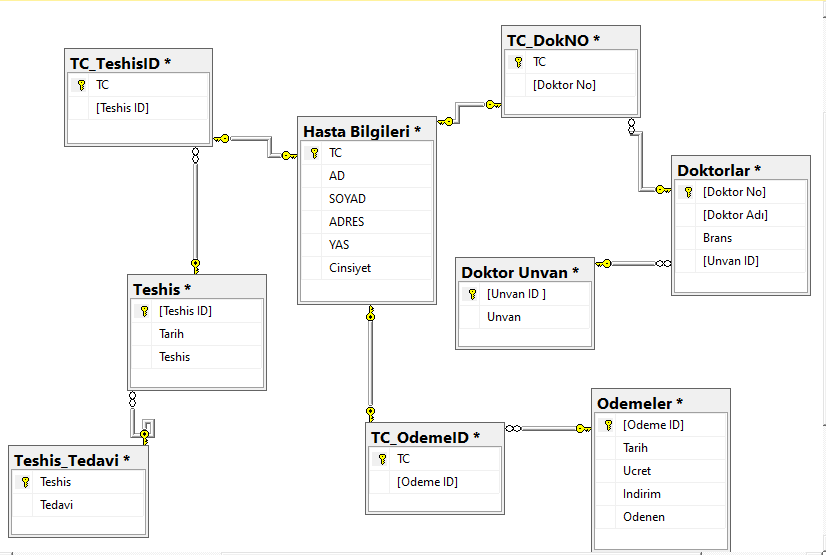 TC_TeshisID *
TC
[Teshis ID]
TC_DokNO *
TC
[Doktor No]
Hasta Bilgileri *
TC
AD
SOYAD
ADRES
YAS
Cinsiyet
Doktorlar *
[Doktor No]
[Doktor Adı]
Brans
[Unvan ID]
Doktor Unvan *
[Unvan ID ]
Unvan
Teshis *
[Teshis ID]
Tarih
Teshis
Teshis_Tedavi *
Teshis
Tedavi
TC_OdemeID *
TC
[Odeme ID]
Odemeler *
[Odeme ID]
Tarih
Ucret
Indirim
Odenen